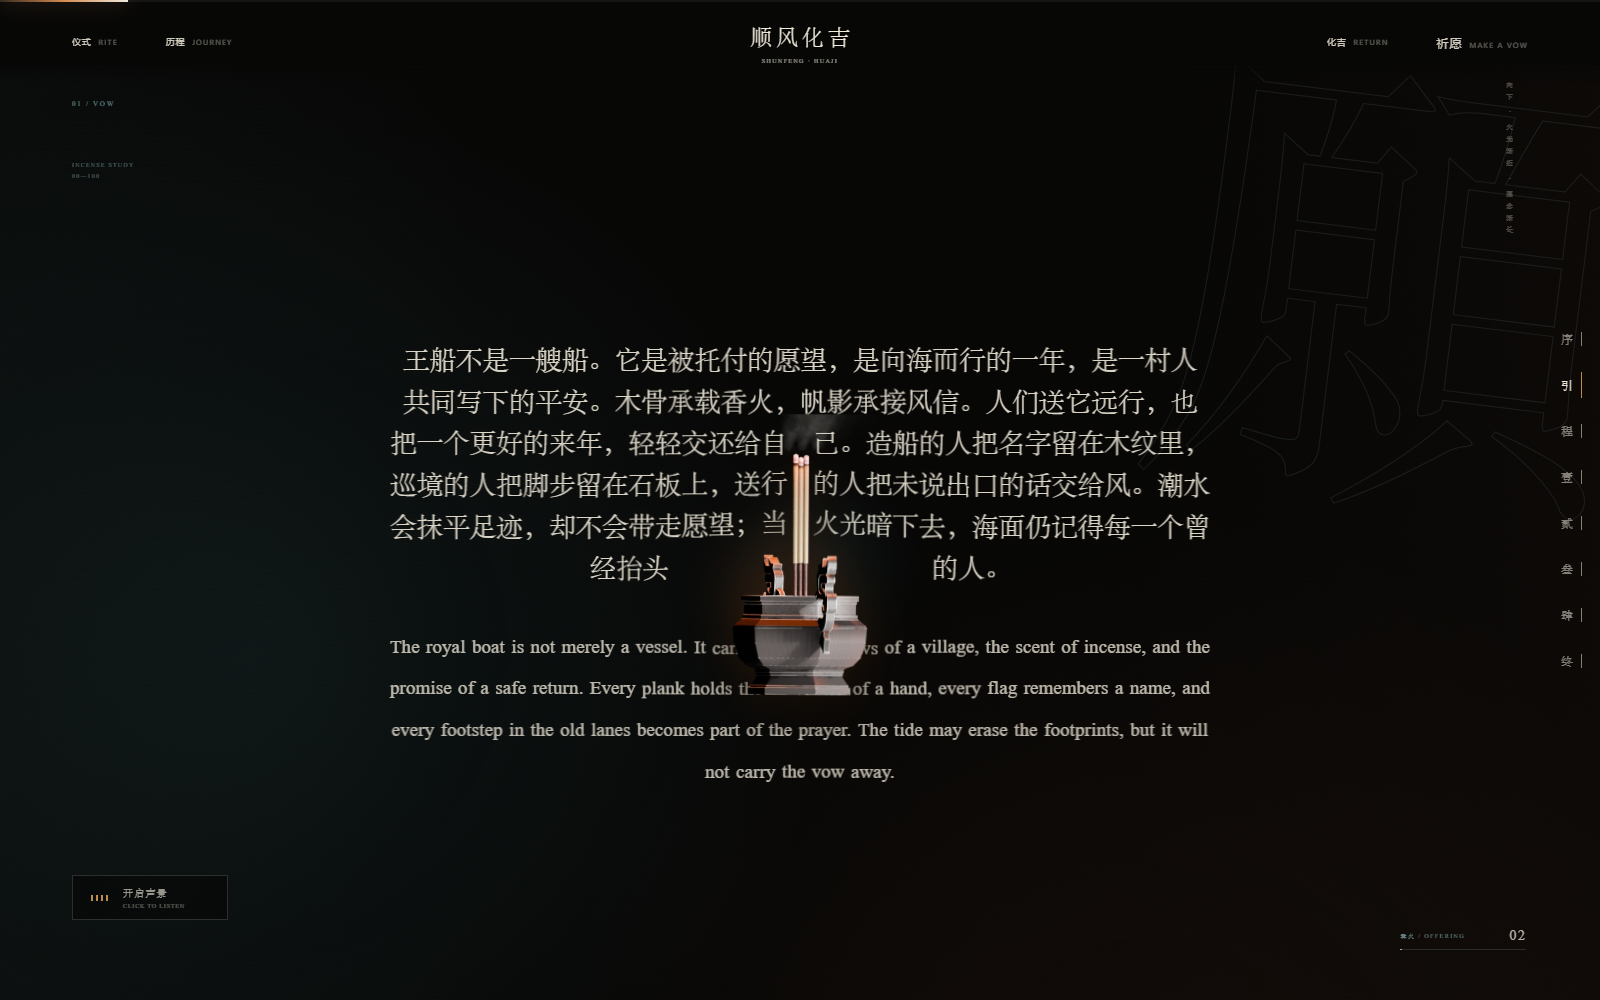 仪式 RITE
历程 JOURNEY
顺风化吉
SHUNFENG · HUAJI
化吉 RETURN
祈愿 MAKE A VOW
01 / VOW
INCENSE STUDY
00—100
愿
王船不是一艘船。它是被托付的愿望，是向海而行的一年，是一村人
共同写下的平安。木骨承载香火，帆影承接风信。人们送它远行，也
把一个更好的来年，轻轻交还给自己。造船的人把名字留在木纹里，
巡境的人把脚步留在石板上，送行的人把未说出口的话交给风。潮水
会抹平足迹，却不会带走愿望；当火光暗下去，海面仍记得每一个曾
经抬头的人。
The royal boat is not merely a vessel. It of a village, the scent of incense, and the
promise of a safe return. Every plank holds of a hand, every flag remembers a name, and
every footstep in the old lanes becomes part of the prayer. The tide may erase the footprints, but it will
not carry the vow away.
序
引
程
壹
贰
叁
肆
终
开启声景
CLICK TO LISTEN
/ OFFERING
02